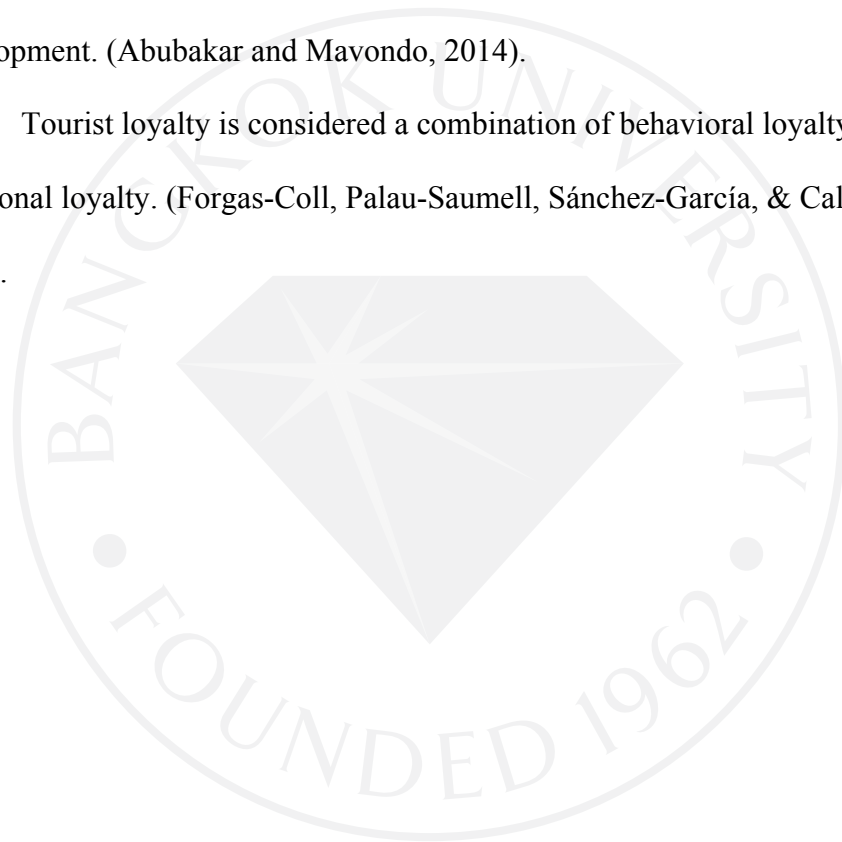 opment. (Abubakar and Mavondo, 2014).
Tourist loyalty is considered a combination of behavioral loyalty
onal loyalty. (Forgas-Coll, Palau-Saumell, Sánchez-García, & Cal
.
BANGKOK UNIVERSITY
FOUNDED 1962